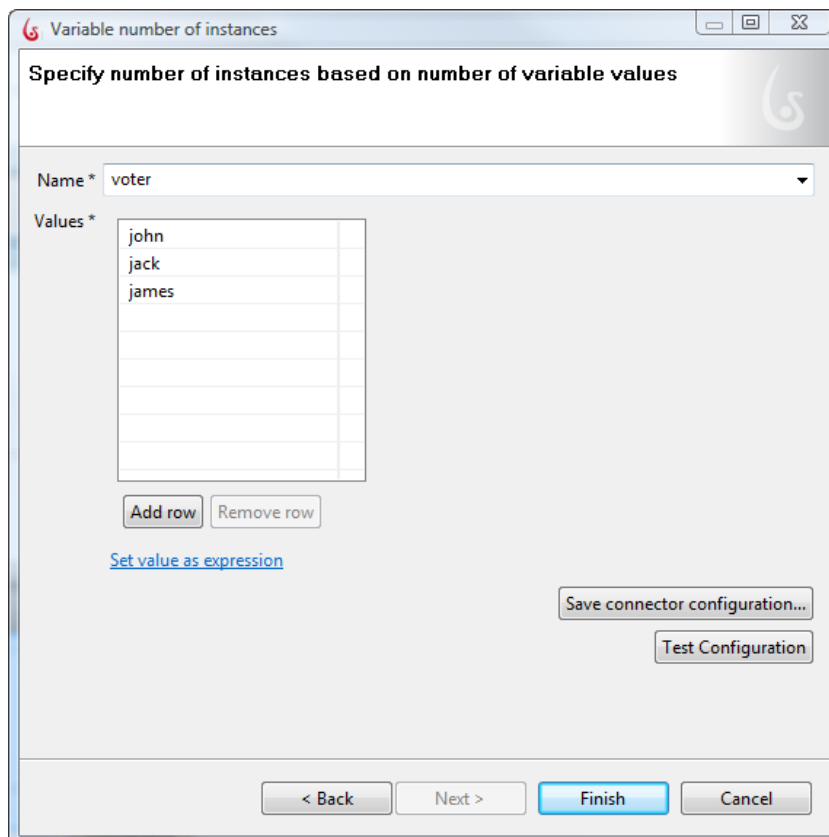 Variable number of instances
Specify number of instances based on number of variable values
Name * voter
Values *
john
jack
james
Add row Remove row
Set value as expression
Save connector configuration...
Test Configuration
< Back Next > Finish Cancel